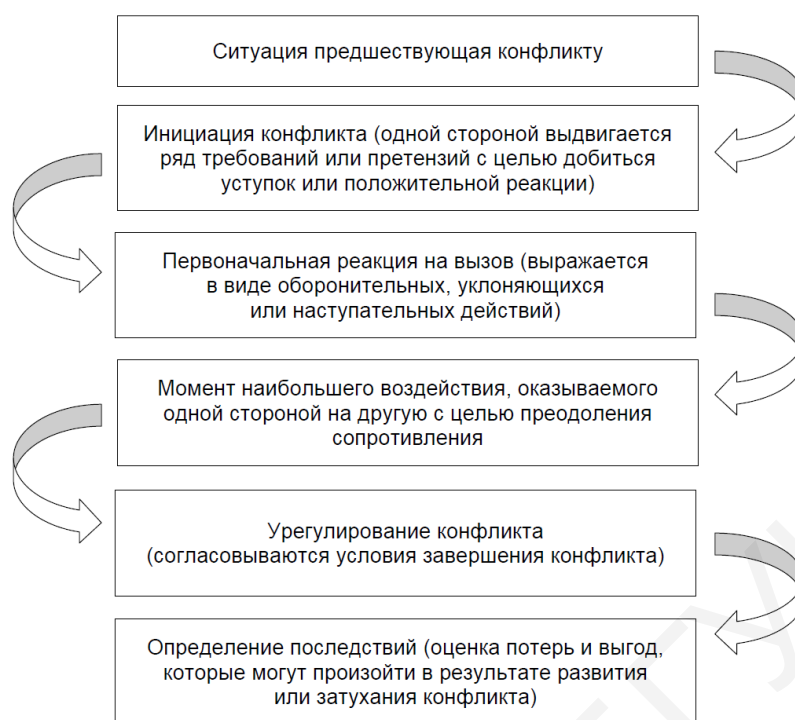 Ситуация предшествующая конфликту
Инициация конфликта (одной стороной выдвигается
ряд требований или претензий с целью добиться
уступок или положительной реакции)
Первоначальная реакция на вызов (выражается
в виде оборонительных, уклоняющихся
или наступательных действий)
Момент наибольшего воздействия, оказываемого
одной стороной на другую с целью преодоления
сопротивления
Урегулирование конфликта
(согласовываются условия завершения конфликта)
Определение последствий (оценка потерь и выгод,
которые могут произойти в результате развития
или затухания конфликта)